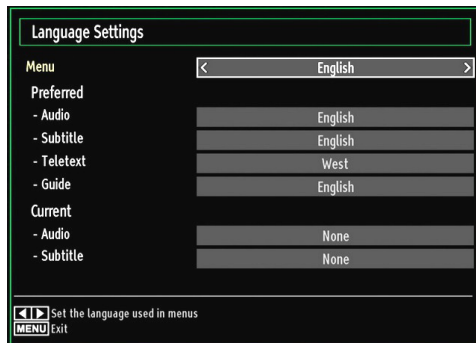 Language Settings
Menu < English >
Preferred
- Audio English
- Subtitle English
- Teletext West
- Guide English
Current
- Audio None
- Subtitle None
Set the language used in menus
MENU Exit